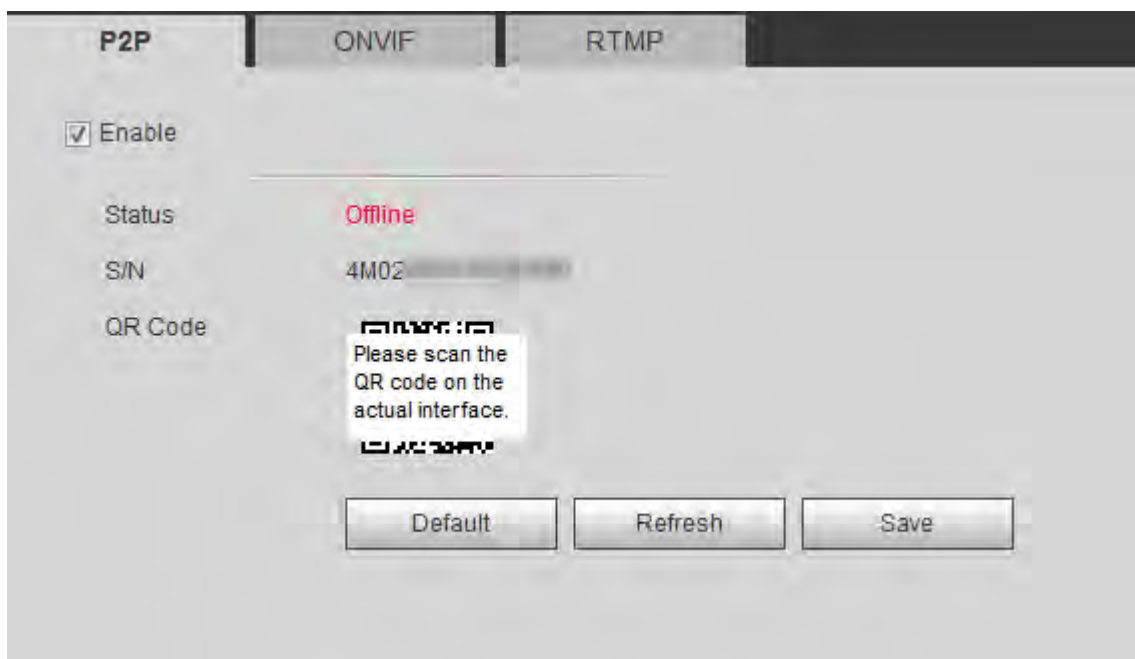 P2P ONVIF RTMP
Enable
Status Offline
S/N 4M02
QR Code
Please scan the
QR code on the
actual interface.
Default Refresh Save